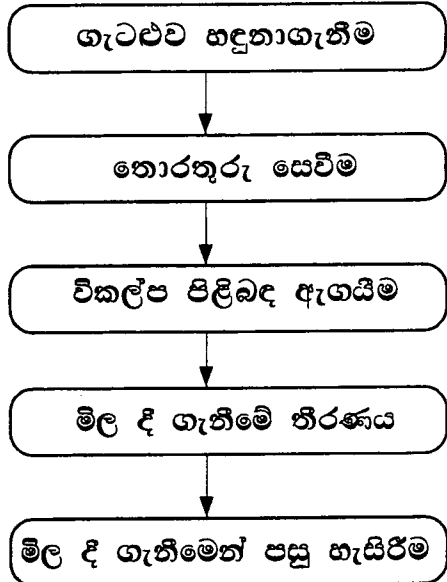 ගැටළුව හඳුනාගැනීම
තොරතුරු සෙවීම
විකල්ප පිළිබඳ ඇගයීම
මිල දී ගැනීමේ තීරණය
මිල දී ගැනීමෙන් පසු හැසිරීම